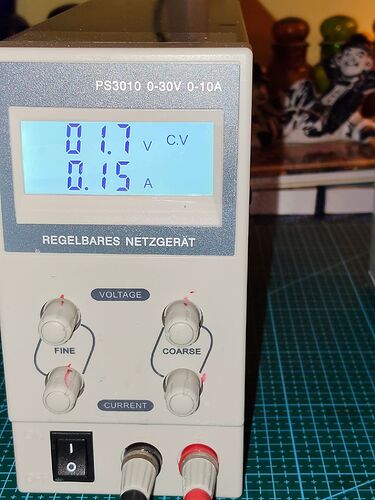 PS3010 0-30V 0-10A
01.7 V C.V
0.15 A
REGELBARES NETZGERÄT
VOLTAGE
FINE COARSE
CURRENT
I
O